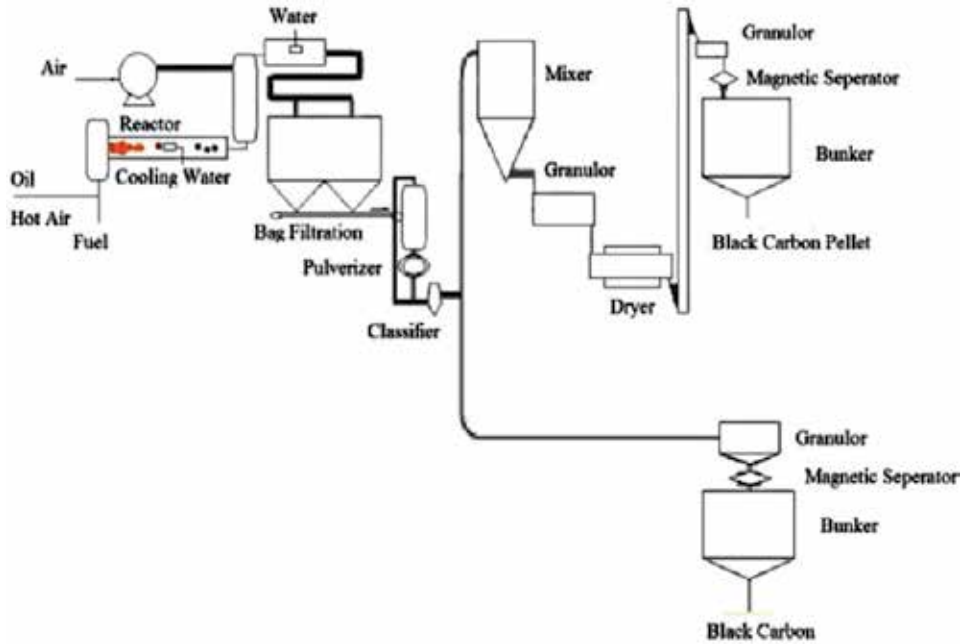 Water
Air
Reactor
Cooling Water
Oil
Hot Air
Fuel
Bag Filtration
Pulverizer
Classifier
Mixer
Granulor
Dryer
Granulor
Magnetic Seperator
Bunker
Black Carbon Pellet
Granulor
Magnetic Seperator
Bunker
Black Carbon